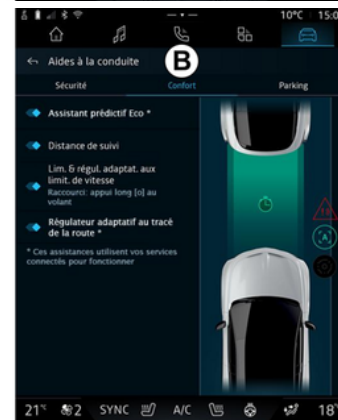 10°C 15:0
Aides à la conduite
B
Sécurité Confort Parking
Assistant prédictif Eco *
Distance de suivi
Lim. & régul. adaptat. aux
limit. de vitesse
Raccourci: appui long [o] au
volant
Régulateur adaptatif au tracé
de la route *
* Ces assistances utilisent vos services
connectés pour fonctionner
A
21°c 2 SYNC A/C 18°